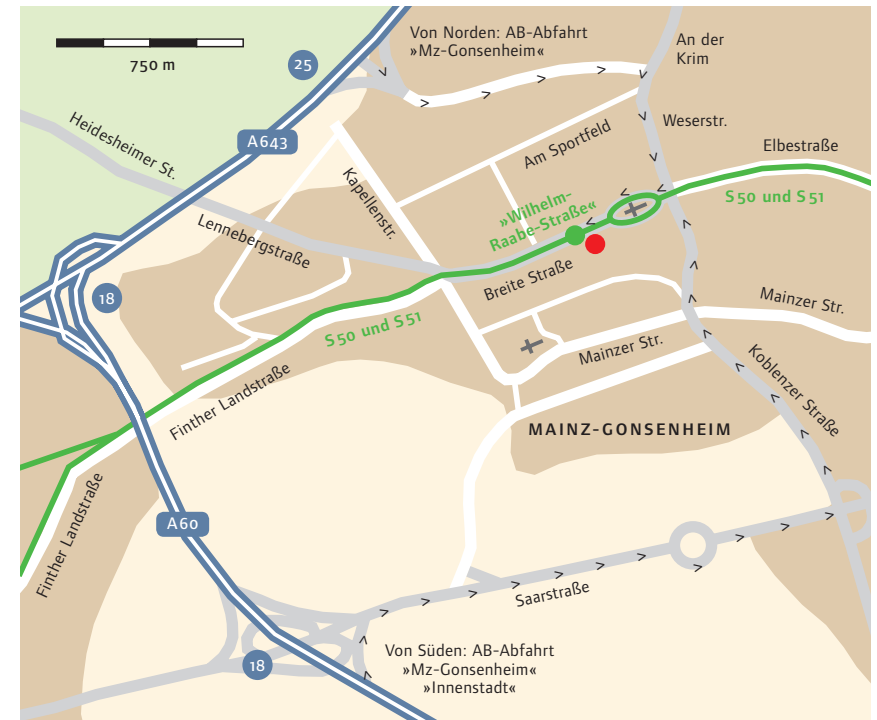 Von Norden: AB-Abfahrt
»Mz-Gonsenheim«
An der
Krim
750 m
25
A643
Heidesheimer St.
Weserstr.
Elbestraße
Am Sportfeld
Kapellenstr.
S50 und S51
»Wilhelm-
Raabe-Straße«
Lennebergstraße
Breite Straße
18
Mainzer Str.
S50 und S51
Mainzer Str.
Koblenzer Straße
Finther Landstraße
MAINZ-GONSENHEIM
Finther Landstraße
A60
Saarstraße
18
Von Süden: AB-Abfahrt
»Mz-Gonsenheim«
»Innenstadt«